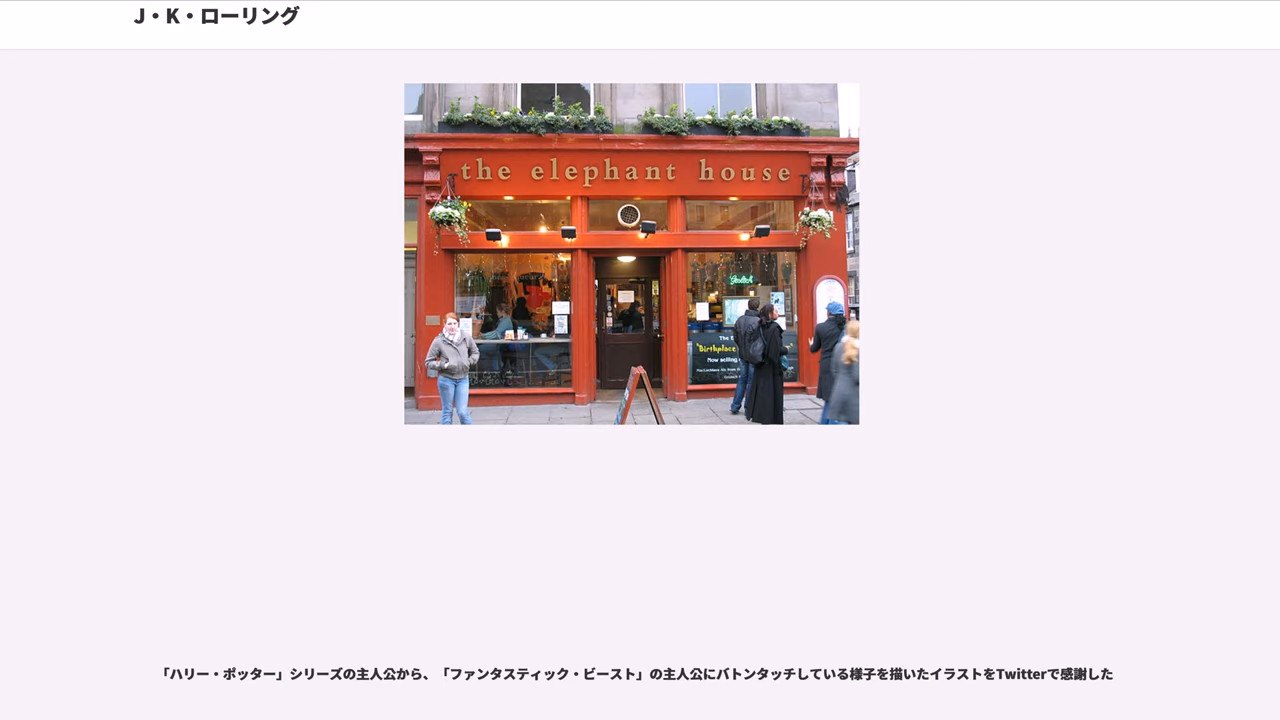 J・K・ローリング
the elephant house
"Birthplace
Now selling
「ハリー・ポッター」シリーズの主人公から、「ファンタスティック・ビースト」の主人公にバトンタッチしている様子を描いたイラストをTwitterで感謝した